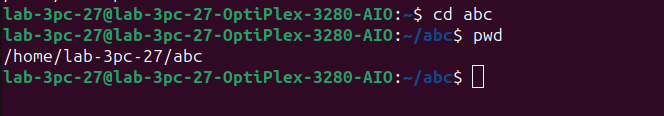 lab-3pc-27@lab-3pc-27-OptiPlex-3280-AIO:~$ cd abc
lab-3pc-27@lab-3pc-27-OptiPlex-3280-AIO:~/abc$ pwd
/home/lab-3pc-27/abc
lab-3pc-27@lab-3pc-27-OptiPlex-3280-AIO:~/abc$